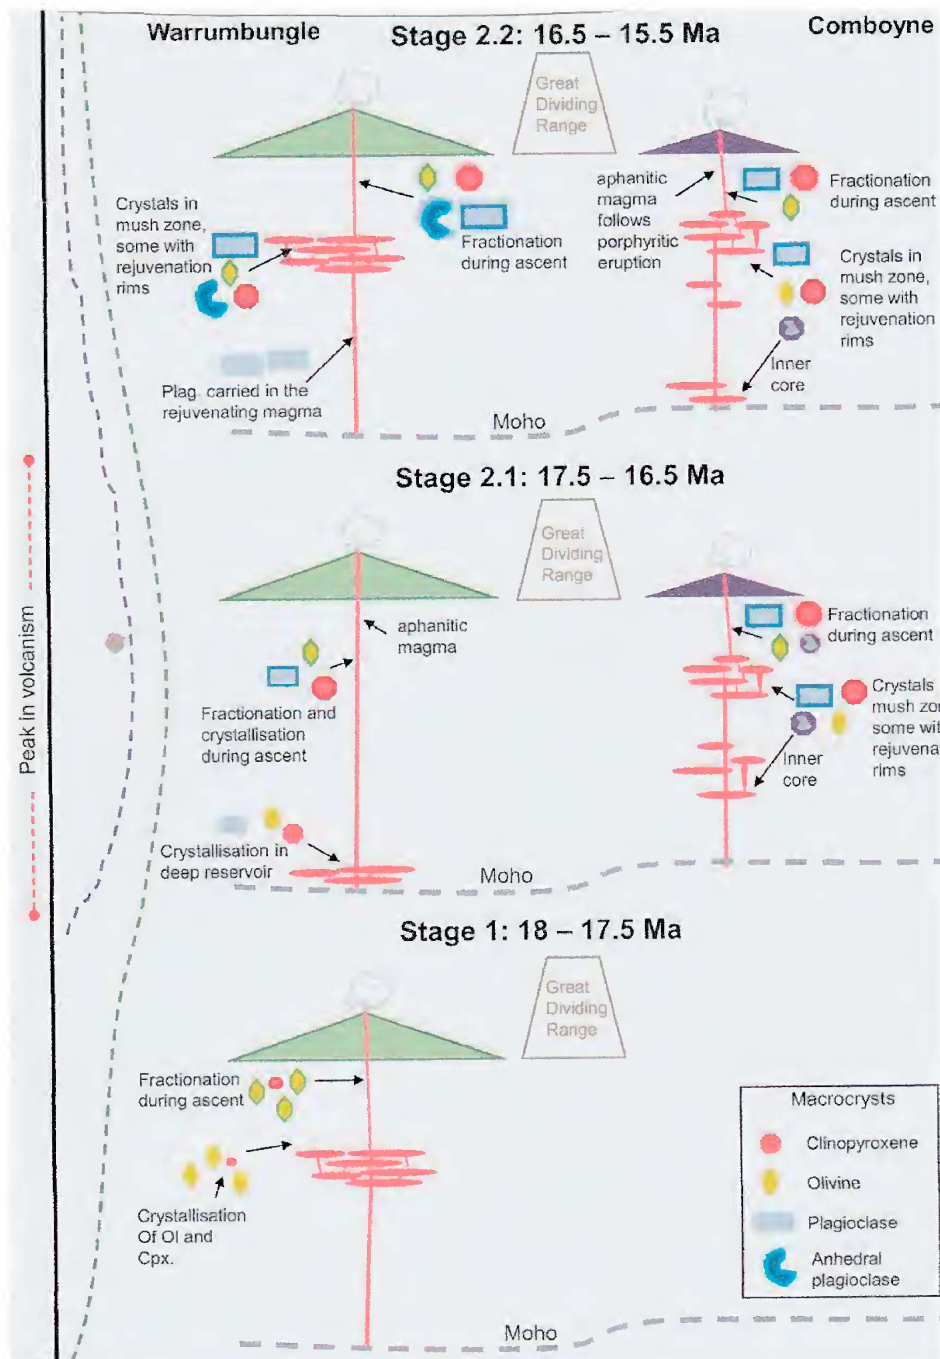 Warrumbungle
Stage 2.2: 16.5 – 15.5 Ma
Comboyne
Great
Dividing
Range
Crystals in
mush zone,
some with
rejuvenation
rims
Fractionation
during ascent
Plag. carried in the
rejuvenating magma
aphanitic
magma
follows
porphyritic
eruption
Fractionation
during ascent
Crystals in
mush zone,
some with
rejuvenation
rims
Inner
core
Moho
Peak in volcanism
Stage 2.1: 17.5 – 16.5 Ma
Great
Dividing
Range
aphanitic
magma
Fractionation and
crystallisation
during ascent
Crystallisation in
deep reservoir
Fractionation
during ascent
Crystals
mush zon
some wit
rejuvena
rims
Inner
core
Moho
Stage 1: 18 – 17.5 Ma
Great
Dividing
Range
Fractionation
during ascent
Crystallisation
Of Ol and
Cpx.
Moho
Macrocrysts
Clinopyroxene
Olivine
Plagioclase
Anhedral
plagioclase